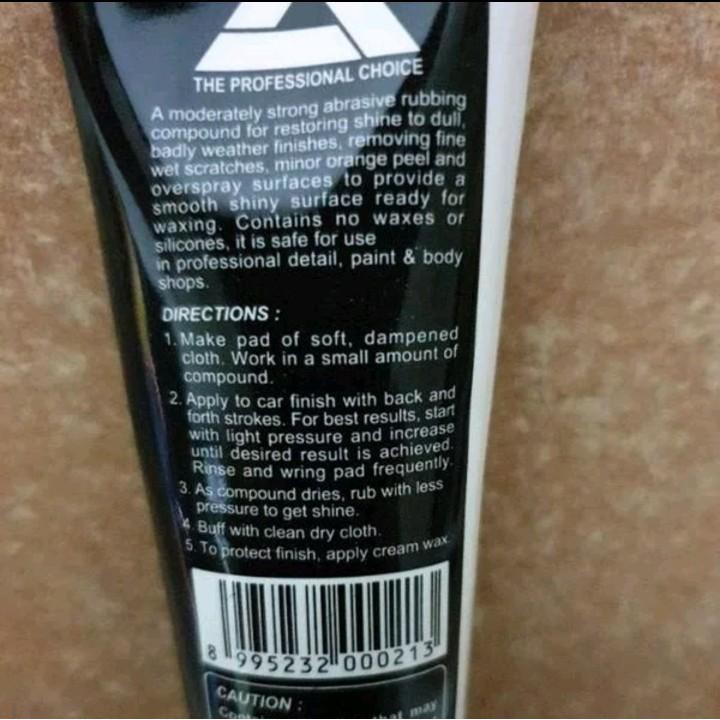 THE PROFESSIONAL CHOICE
A moderately strong abrasive rubbing
compound for restoring shine to dull,
badly weather finishes, removing fine
wet scratches, minor orange peel and
overspray surfaces to provide a
smooth shiny surface ready for
waxing. Contains no waxes or
silicones, it is safe for use
in professional detail, paint & body
shops.
DIRECTIONS :
1. Make pad of soft, dampened
cloth. Work in a small amount of
compound.
2. Apply to car finish with back and
forth strokes. For best results, start
with light pressure and increase
until desired result is achieved.
Rinse and wring pad frequently.
3. As compound dries, rub with less
pressure to get shine.
4. Buff with clean dry cloth.
5. To protect finish, apply cream wax.
8 995232 000213
CAUTION :
that may